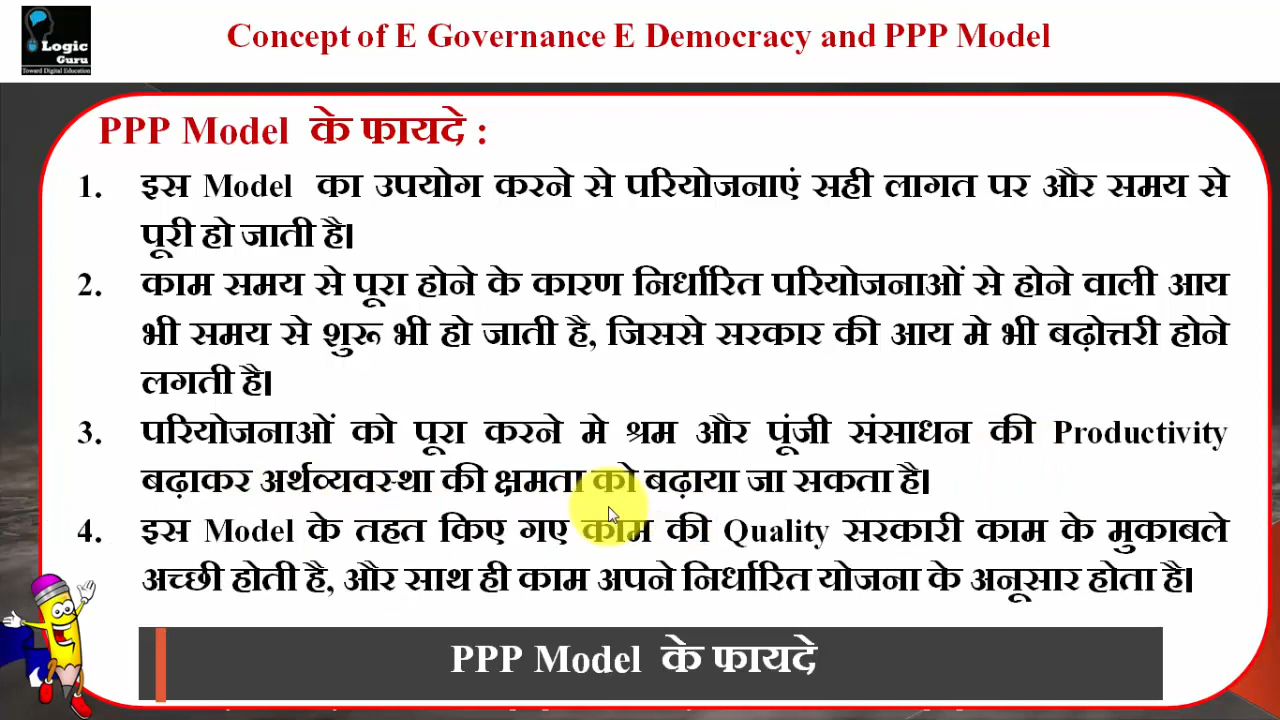 Logic
Guru
Toward Digital Education
Concept of E Governance E Democracy and PPP Model
PPP Model के फायदे :
1. इस Model का उपयोग करने से परियोजनाएं सही लागत पर और समय से
पूरी हो जाती है।
2. काम समय से पूरा होने के कारण निर्धारित परियोजनाओं से होने वाली आय
भी समय से शुरू भी हो जाती है, जिससे सरकार की आय मे भी बढ़ोत्तरी होने
लगती है।
3. परियोजनाओं को पूरा करने मे श्रम और पूंजी संसाधन की Productivity
बढ़ाकर अर्थव्यवस्था की क्षमता को बढ़ाया जा सकता है।
4. इस Model के तहत किए गए काम की Quality सरकारी काम के मुकाबले
अच्छी होती है, और साथ ही काम अपने निर्धारित योजना के अनूसार होता है।
PPP Model के फायदे